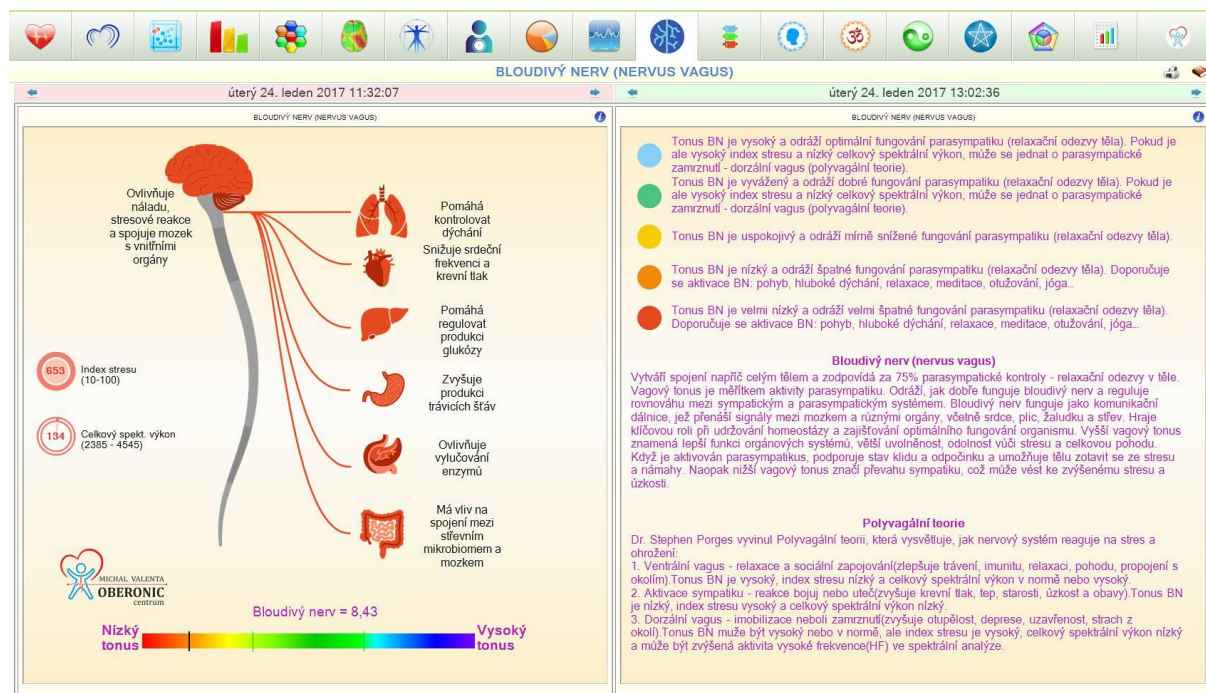 BLOUDIVÝ NERV (NERVUS VAGUS)
úterý 24. leden 2017 11:32:07
úterý 24. leden 2017 13:02:36
BLOUDIVÝ NERV (NERVUS VAGUS)
Ovlivňuje
náladu,
stresové reakce
a spojuje mozek
s vnitřními
orgány
Pomáhá
kontrolovat
dýchání
Snižuje srdeční
frekvenci a
krevní tlak
Pomáhá
regulovat
produkci
glukózy
Zvyšuje
produkci
trávicích šťáv
Ovlivňuje
vylučování
enzymů
Má vliv na
spojení mezi
střevním
mikrobiomem a
mozkem
653
Index stresu
(10-100)
134
Celkový spekt. výkon
(2385 - 4545)
MICHAL VALENTA
OBERONIC
centrum
Bloudivý nerv = 8,43
Nízký
tonus
Vysoký
tonus
BLOUDIVÝ NERV (NERVUS VAGUS)
Tonus BN je vysoký a odráží optimální fungování parasympatiku (relaxační odezvy těla). Pokud je
ale vysoký index stresu a nízký celkový spektrální výkon, může se jednat o parasympatické
zamrznutí - dorzální vagus (polyvagální teorie).
Tonus BN je vyvážený a odráží dobré fungování parasympatiku (relaxační odezvy těla). Pokud je
ale vysoký index stresu a nízký celkový spektrální výkon, může se jednat o parasympatické
zamrznutí - dorzální vagus (polyvagální teorie).
Tonus BN je uspokojivý a odráží mírně snížené fungování parasympatiku (relaxační odezvy těla).
Tonus BN je nízký a odráží špatné fungování parasympatiku (relaxační odezvy těla). Doporučuje
se aktivace BN: pohyb, hluboké dýchání, relaxace, meditace, otužování, jóga...
Tonus BN je velmi nízký a odráží velmi špatné fungování parasympatiku (relaxační odezvy těla).
Doporučuje se aktivace BN: pohyb, hluboké dýchání, relaxace, meditace, otužování, jóga...
Bloudivý nerv (nervus vagus)
Vytváří spojení napříč celým tělem a zodpovídá za 75% parasympatické kontroly - relaxační odezvy v těle.
Vagový tonus je měřítkem aktivity parasympatiku. Odráží, jak dobře funguje bloudivý nerv a reguluje
rovnováhu mezi sympatickým a parasympatickým systémem. Bloudivý nerv funguje jako komunikační
dálnice, jež přenáší signály mezi mozkem a různými orgány, včetně srdce, plic, žaludku a střev. Hraje
klíčovou roli při udržování homeostázy a zajišťování optimálního fungování organismu. Vyšší vagový tonus
znamená lepší funkci orgánových systémů, větší uvolněnost, odolnost vůči stresu a celkovou pohodu.
Když je aktivován parasympatikus, podporuje stav klidu a odpočinku a umožňuje tělu zotavit se ze stresu
a námahy. Naopak nižší vagový tonus značí převahu sympatiku, což může vést ke zvýšenému stresu a
úzkosti.
Polyvagální teorie
Dr. Stephen Porges vyvinul Polyvagální teorii, která vysvětluje, jak nervový systém reaguje na stres a
ohrožení:
1. Ventrální vagus - relaxace a sociální zapojování(zlepšuje trávení, imunitu, relaxaci, pohodu, propojení s
okolím).Tonus BN je vysoký, index stresu nízký a celkový spektrální výkon v normě nebo vysoký.
2. Aktivace sympatiku - reakce bojuj nebo uteč(zvyšuje krevní tlak, tep, starosti, úzkost a obavy).Tonus BN
je nízký, index stresu vysoký a celkový spektrální výkon nízký.
3. Dorzální vagus - imobilizace neboli zamrznutí(zvyšuje otupělost, deprese, uzavřenost, strach z
okolí).Tonus BN muže být vysoký nebo v normě, ale index stresu je vysoký, celkový spektrální výkon nízký
a může být zvýšená aktivita vysoké frekvence(HF) ve spektrální analýze.